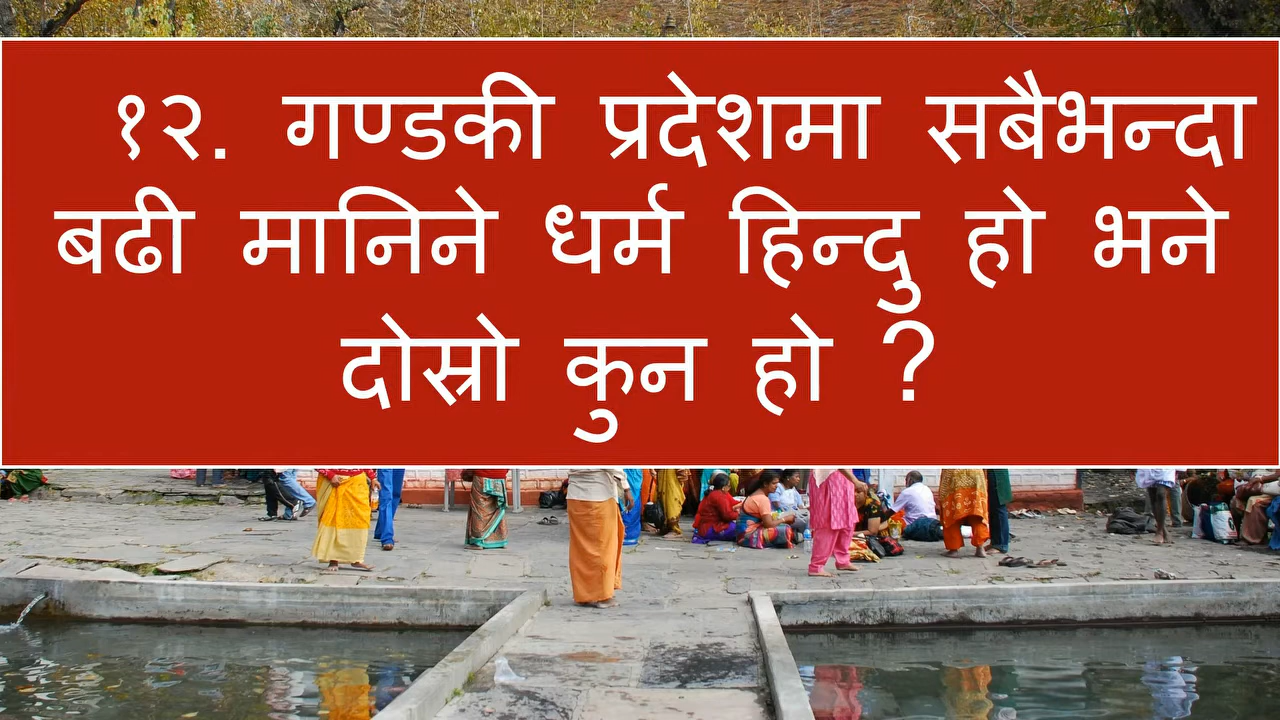 १२. गण्डकी प्रदेशमा सबैभन्दा
बढी मानिने धर्म हिन्दु हो भने
दोस्रो कुन हो ?